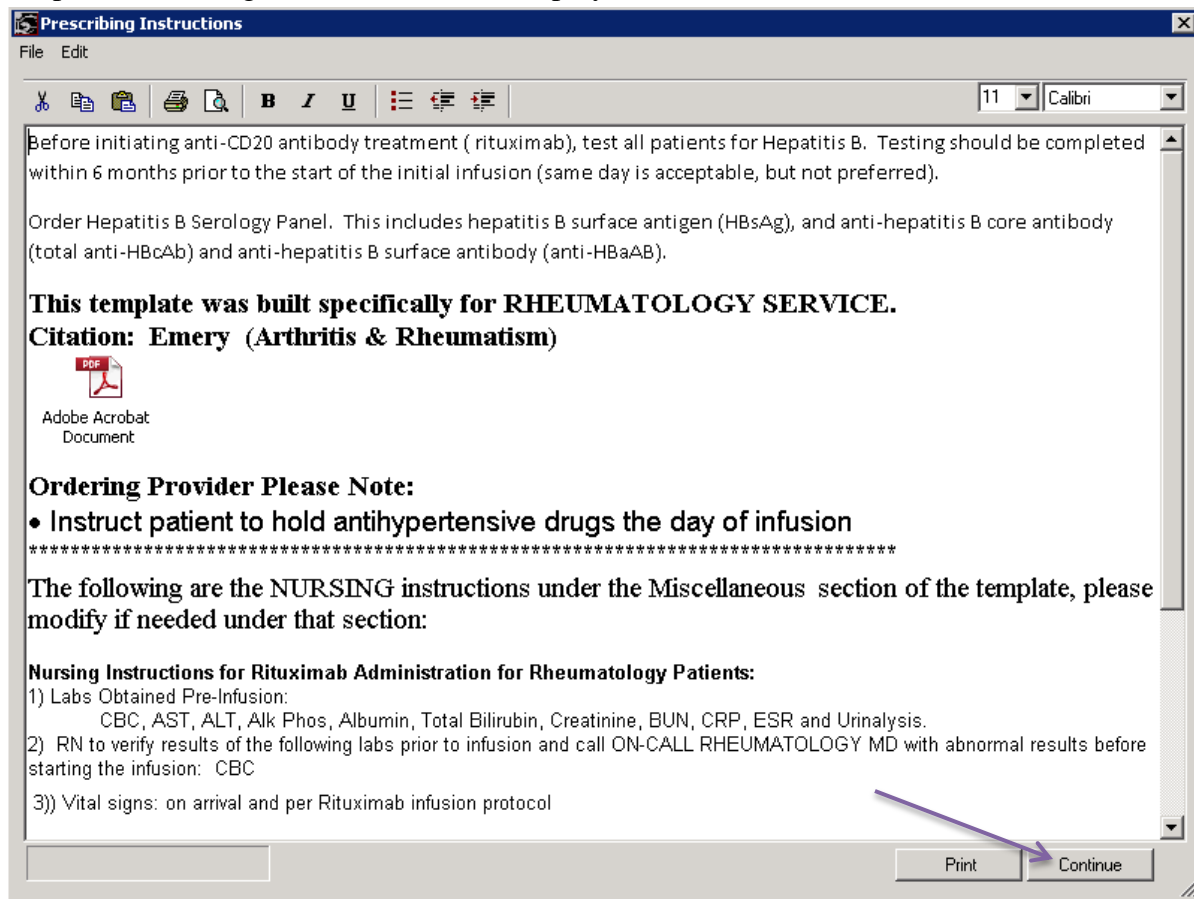 Prescribing Instructions
File Edit
B I U 11 Calibri
Before initiating anti-CD20 antibody treatment ( rituximab), test all patients for Hepatitis B. Testing should be completed
within 6 months prior to the start of the initial infusion (same day is acceptable, but not preferred).
Order Hepatitis B Serology Panel. This includes hepatitis B surface antigen (HBsAg), and anti-hepatitis B core antibody
(total anti-HBcAb) and anti-hepatitis B surface antibody (anti-HBaAB).
This template was built specifically for RHEUMATOLOGY SERVICE.
Citation: Emery (Arthritis & Rheumatism)
PDF
Adobe Acrobat
Document
Ordering Provider Please Note:
• Instruct patient to hold antihypertensive drugs the day of infusion
************************************************************************************
The following are the NURSING instructions under the Miscellaneous section of the template, please
modify if needed under that section:
Nursing Instructions for Rituximab Administration for Rheumatology Patients:
1) Labs Obtained Pre-Infusion:
CBC, AST, ALT, Alk Phos, Albumin, Total Bilirubin, Creatinine, BUN, CRP, ESR and Urinalysis.
2) RN to verify results of the following labs prior to infusion and call ON-CALL RHEUMATOLOGY MD with abnormal results before
starting the infusion: CBC
3)) Vital signs: on arrival and per Rituximab infusion protocol
Print Continue